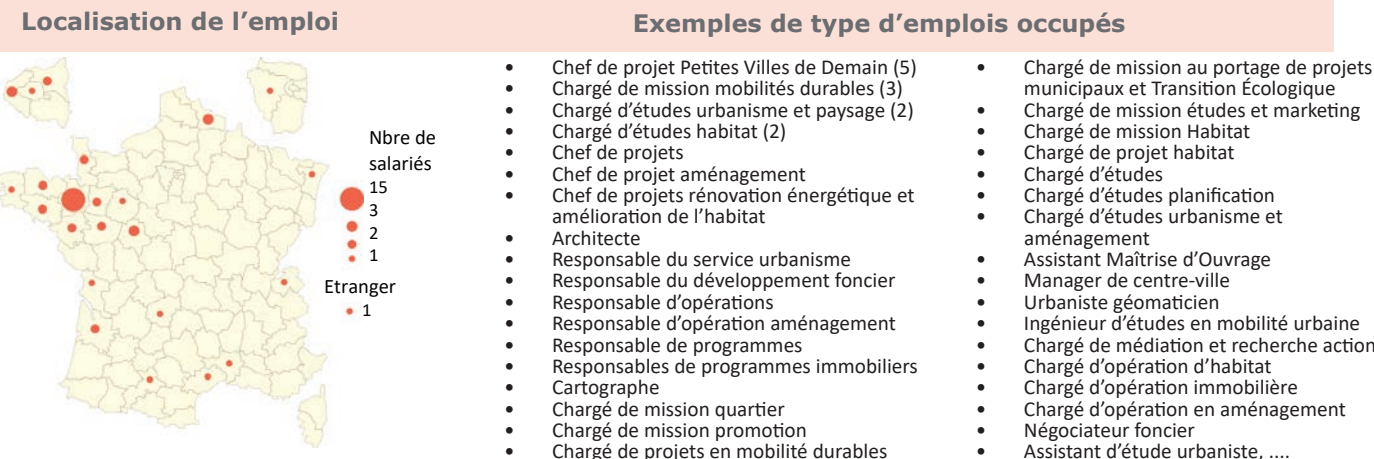 Localisation de l’emploi
Exemples de type d’emplois occupés
Nbre de
salariés
15
3
2
1
Etranger
1
• Chef de projet Petites Villes de Demain (5)
• Chargé de mission mobilités durables (3)
• Chargé d’études urbanisme et paysage (2)
• Chargé d’études habitat (2)
• Chef de projets
• Chef de projet aménagement
• Chef de projets rénovation énergétique et
amélioration de l’habitat
• Architecte
• Responsable du service urbanisme
• Responsable du développement foncier
• Responsable d’opérations
• Responsable d’opération aménagement
• Responsable de programmes
• Responsables de programmes immobiliers
• Cartographe
• Chargé de mission quartier
• Chargé de mission promotion
• Chargé de projets en mobilité durables
• Chargé de mission au portage de projets
municipaux et Transition Écologique
• Chargé de mission études et marketing
• Chargé de mission Habitat
• Chargé de projet habitat
• Chargé d’études
• Chargé d’études planification
• Chargé d’études urbanisme et
aménagement
• Assistant Maîtrise d’Ouvrage
• Manager de centre-ville
• Urbaniste géomaticien
• Ingénieur d’études en mobilité urbaine
• Chargé de médiation et recherche action
• Chargé d’opération d’habitat
• Chargé d’opération immobilière
• Chargé d’opération en aménagement
• Négociateur foncier
• Assistant d’étude urbaniste, ....